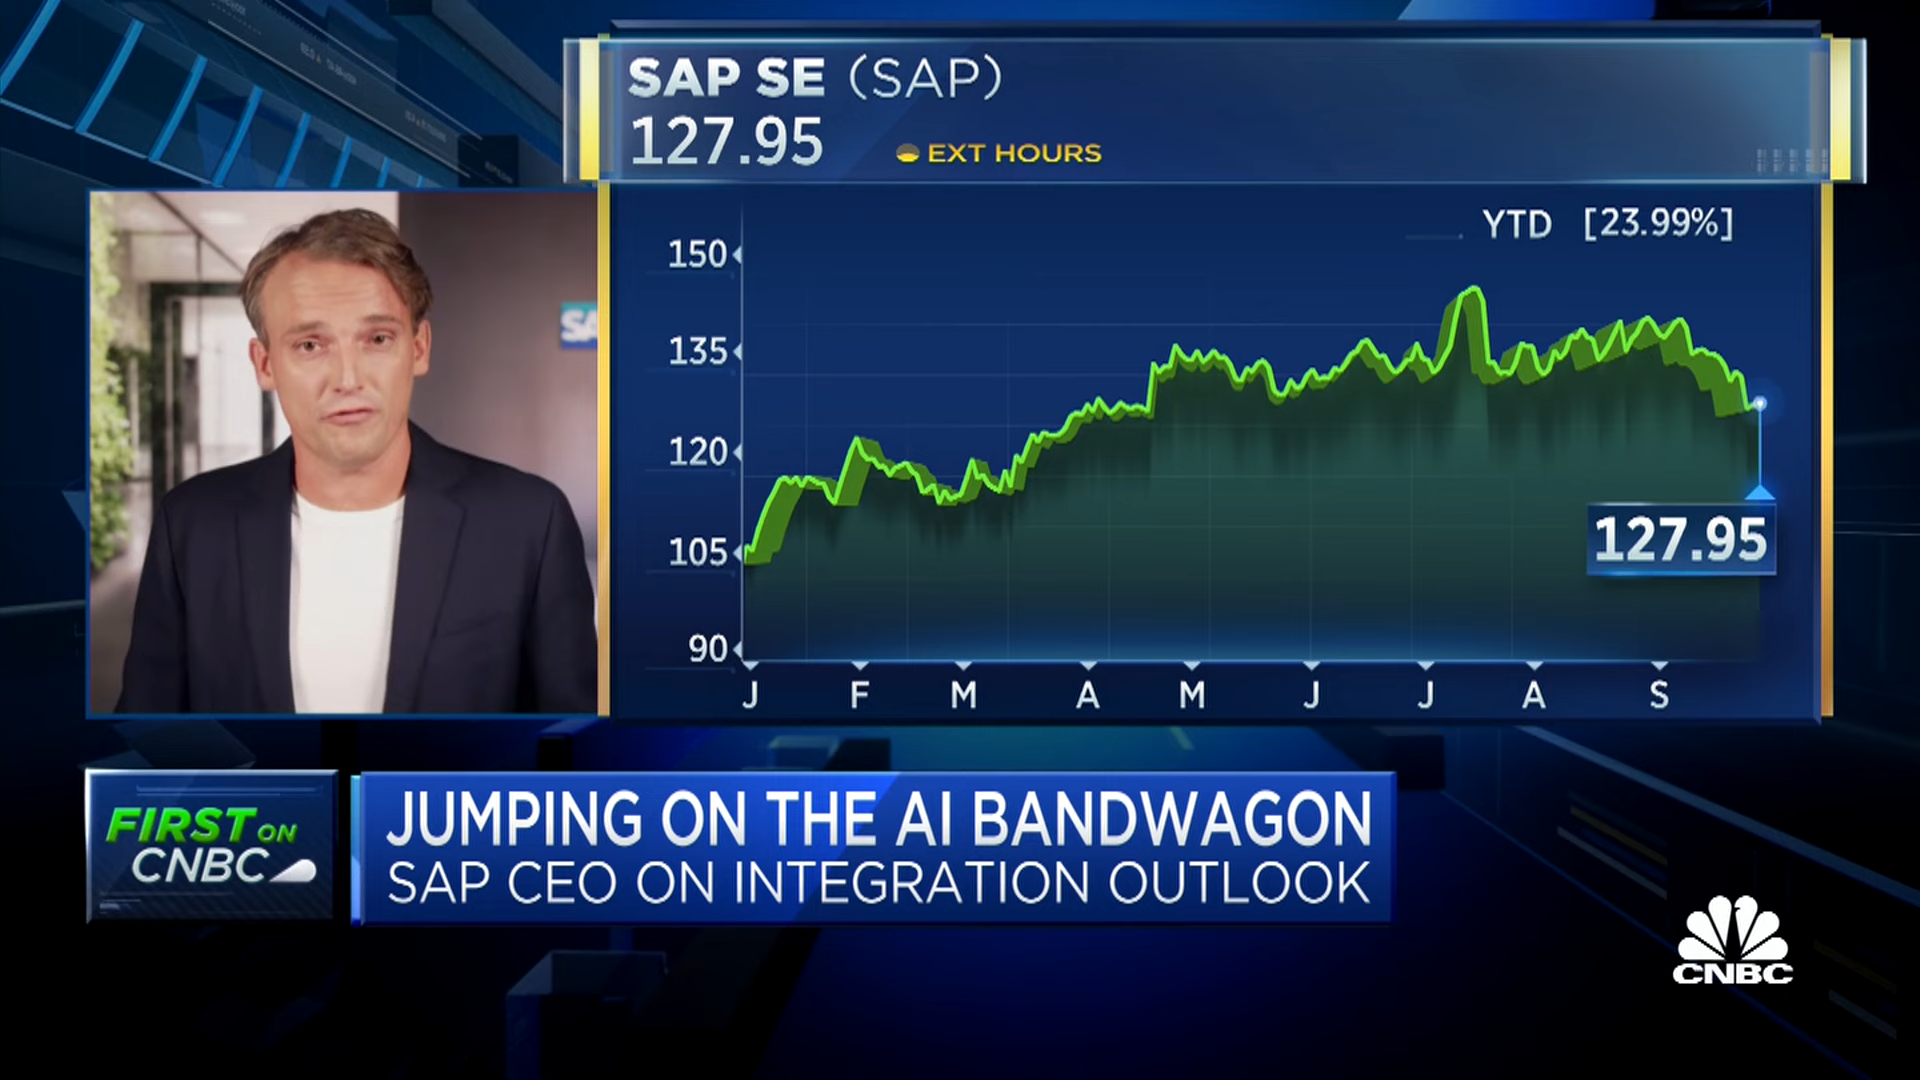 SAP SE (SAP)
127.95
EXT HOURS
YTD [23.99%]
150
135
120
105
90
J F M A M J J A S
127.95
SA
FIRST ON
CNBC
JUMPING ON THE AI BANDWAGON
SAP CEO ON INTEGRATION OUTLOOK
CNBC